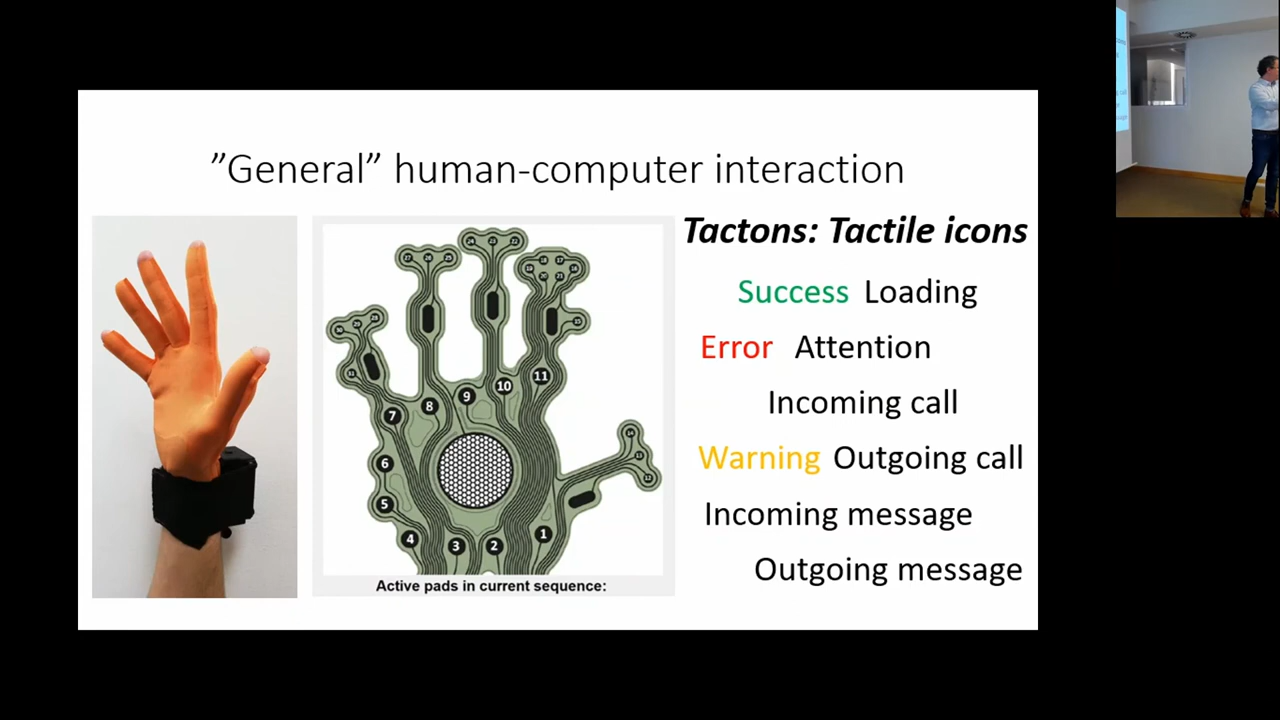 ”General” human-computer interaction
Tactons: Tactile icons
Success Loading
Error Attention
Incoming call
Warning Outgoing call
Incoming message
Outgoing message
11
10
9
8
7
6
5
4
3
2
1
Active pads in current sequence: